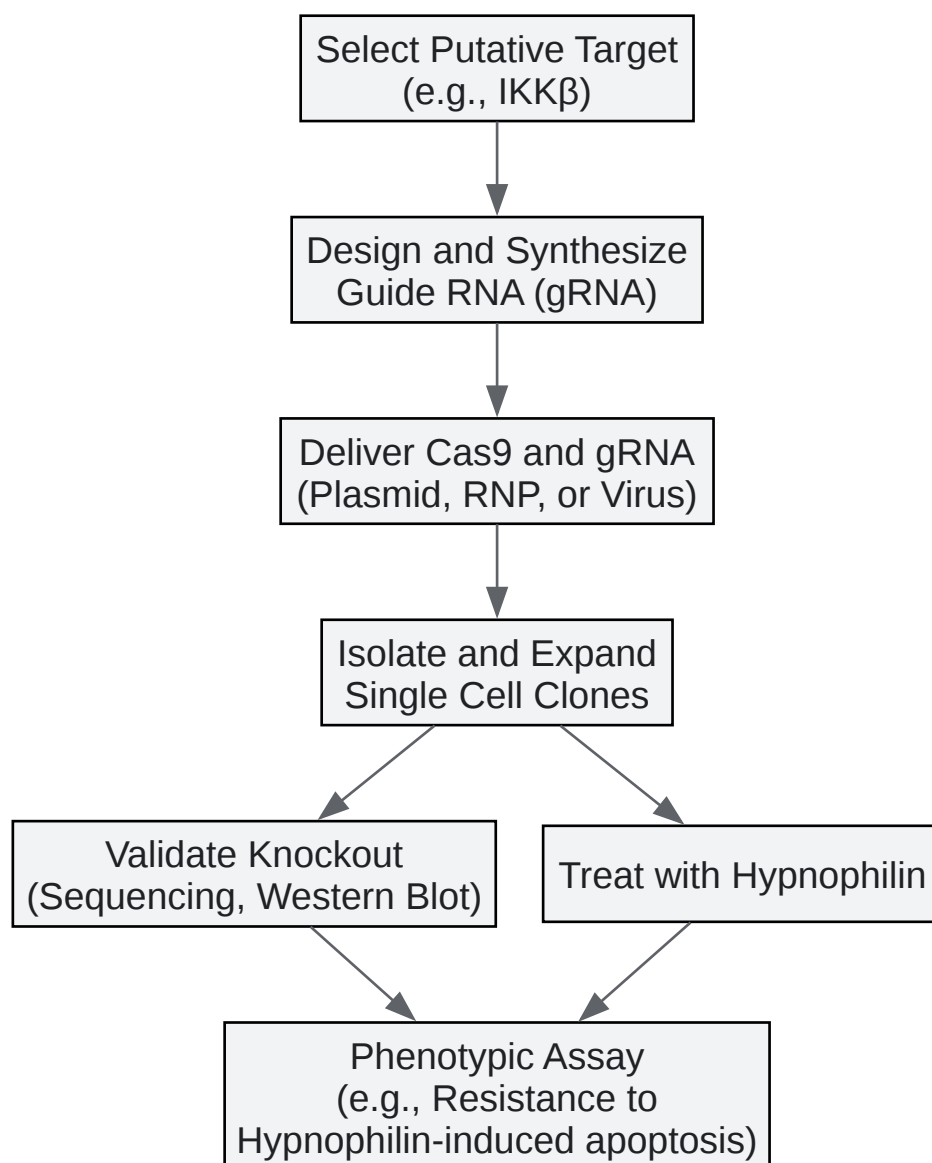 Select Putative Target
(e.g., IKKβ)
Design and Synthesize
Guide RNA (gRNA)
Deliver Cas9 and gRNA
(Plasmid, RNP, or Virus)
Isolate and Expand
Single Cell Clones
Validate Knockout
(Sequencing, Western Blot)
Treat with Hypnophilin
Phenotypic Assay
(e.g., Resistance to
Hypnophilin-induced apoptosis)